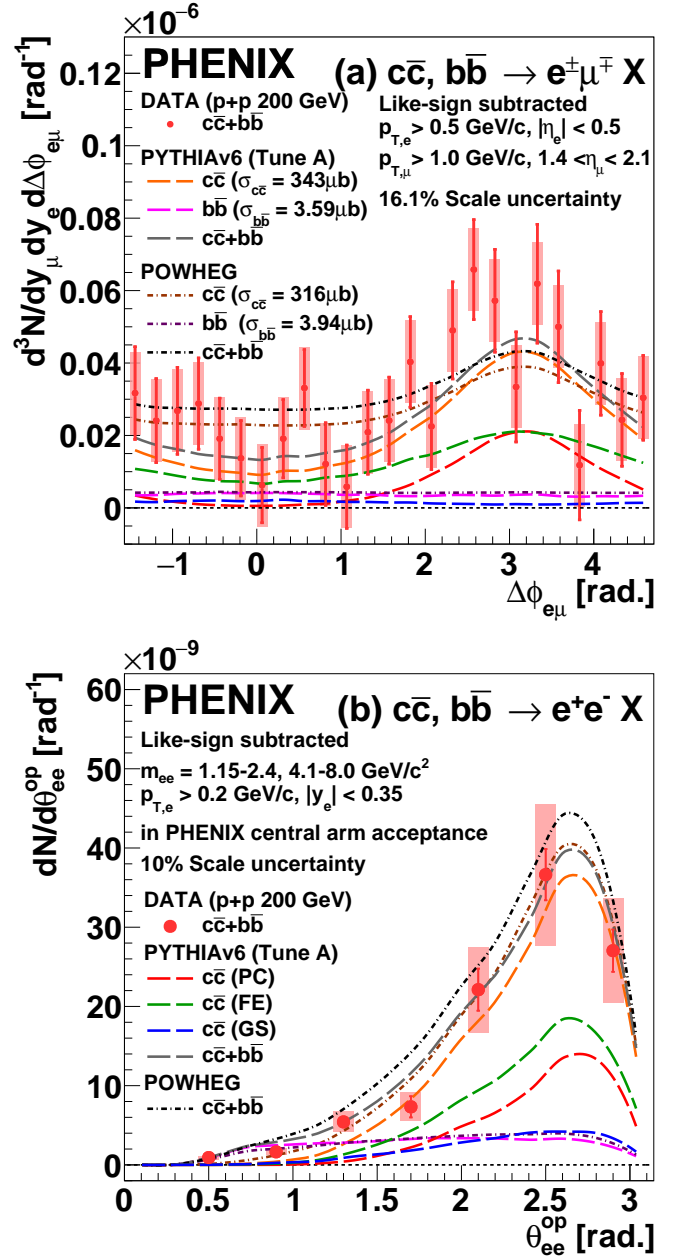 ×10⁻⁶
PHENIX
(a) cc̅, bb̅ → e±μ∓ X
DATA (p+p 200 GeV)
cc̅+bb̅
Like-sign subtracted
p_T,e > 0.5 GeV/c, |η_e| < 0.5
p_T,μ > 1.0 GeV/c, 1.4 <η_μ < 2.1
16.1% Scale uncertainty
PYTHIAv6 (Tune A)
cc̅ (σ_cc̅ = 343μb)
bb̅ (σ_bb̅ = 3.59μb)
cc̅+bb̅
POWHEG
cc̅ (σ_cc̅ = 316μb)
bb̅ (σ_bb̅ = 3.94μb)
cc̅+bb̅
d³N/dy_μ dy_e dΔϕ_eμ [rad⁻¹]
0.12
0.1
0.08
0.06
0.04
0.02
0
−1 0 1 2 3 4
Δϕ_eμ [rad.]
×10⁻⁹
PHENIX
(b) cc̅, bb̅ → e⁺e⁻ X
Like-sign subtracted
m_ee = 1.15-2.4, 4.1-8.0 GeV/c²
p_T,e > 0.2 GeV/c, |y_e| < 0.35
in PHENIX central arm acceptance
10% Scale uncertainty
DATA (p+p 200 GeV)
cc̅+bb̅
PYTHIAv6 (Tune A)
cc̅ (PC)
cc̅ (FE)
cc̅ (GS)
cc̅+bb̅
POWHEG
cc̅+bb̅
dN/dθ_ee^op [rad⁻¹]
60
50
40
30
20
10
0
0 0.5 1 1.5 2 2.5 3
θ_ee^op [rad.]